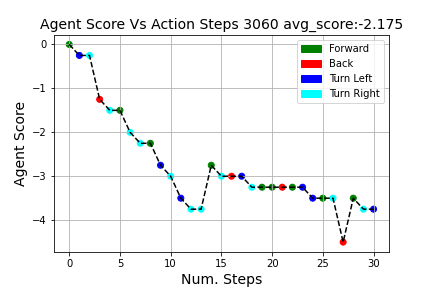 Agent Score Vs Action Steps 3060 avg_score:-2.175
Forward
Back
Turn Left
Turn Right
Agent Score
0
−1
−2
−3
−4
0 5 10 15 20 25 30
Num. Steps